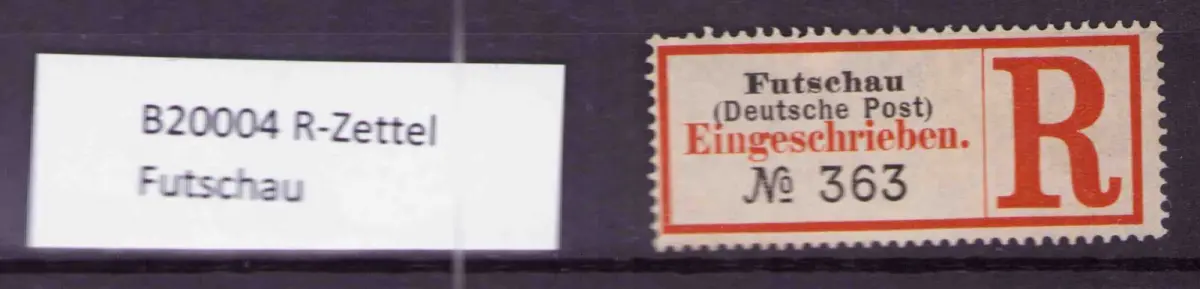 B20004 R-Zettel
Futschau
Futschau
(Deutsche Post)
Eingeschrieben.
№ 363
R